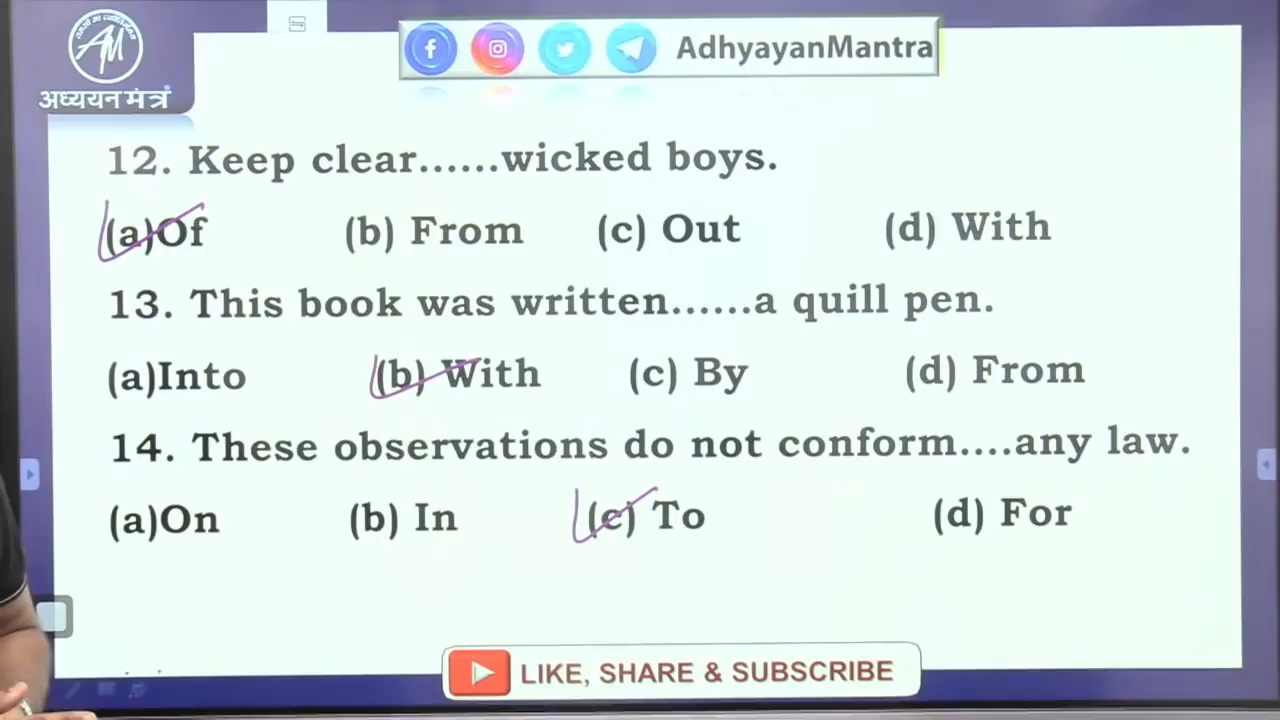 AM
अध्ययन मंत्रं
AdhyayanMantra
12. Keep clear......wicked boys.
(a)Of (b) From (c) Out (d) With
13. This book was written......a quill pen.
(a)Into (b) With (c) By (d) From
14. These observations do not conform....any law.
(a)On (b) In (c) To (d) For
LIKE, SHARE & SUBSCRIBE